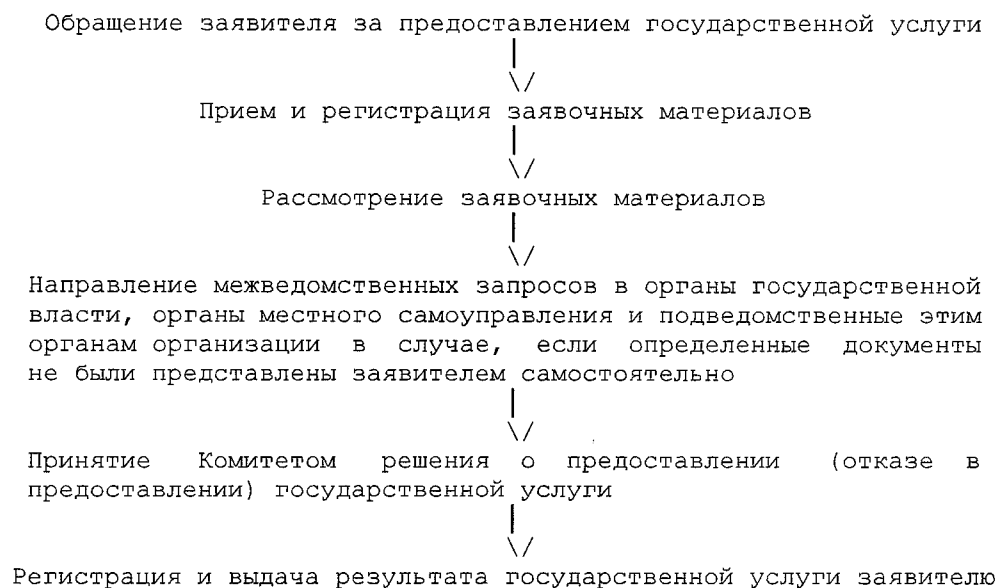 Обращение заявителя за предоставлением государственной услуги
|
\/
Прием и регистрация заявочных материалов
|
\/
Рассмотрение заявочных материалов
|
\/
Направление межведомственных запросов в органы государственной
власти, органы местного самоуправления и подведомственные этим
органам организации в случае, если определенные документы
не были представлены заявителем самостоятельно
|
\/
Принятие Комитетом решения о предоставлении (отказе в
предоставлении) государственной услуги
|
\/
Регистрация и выдача результата государственной услуги заявителю